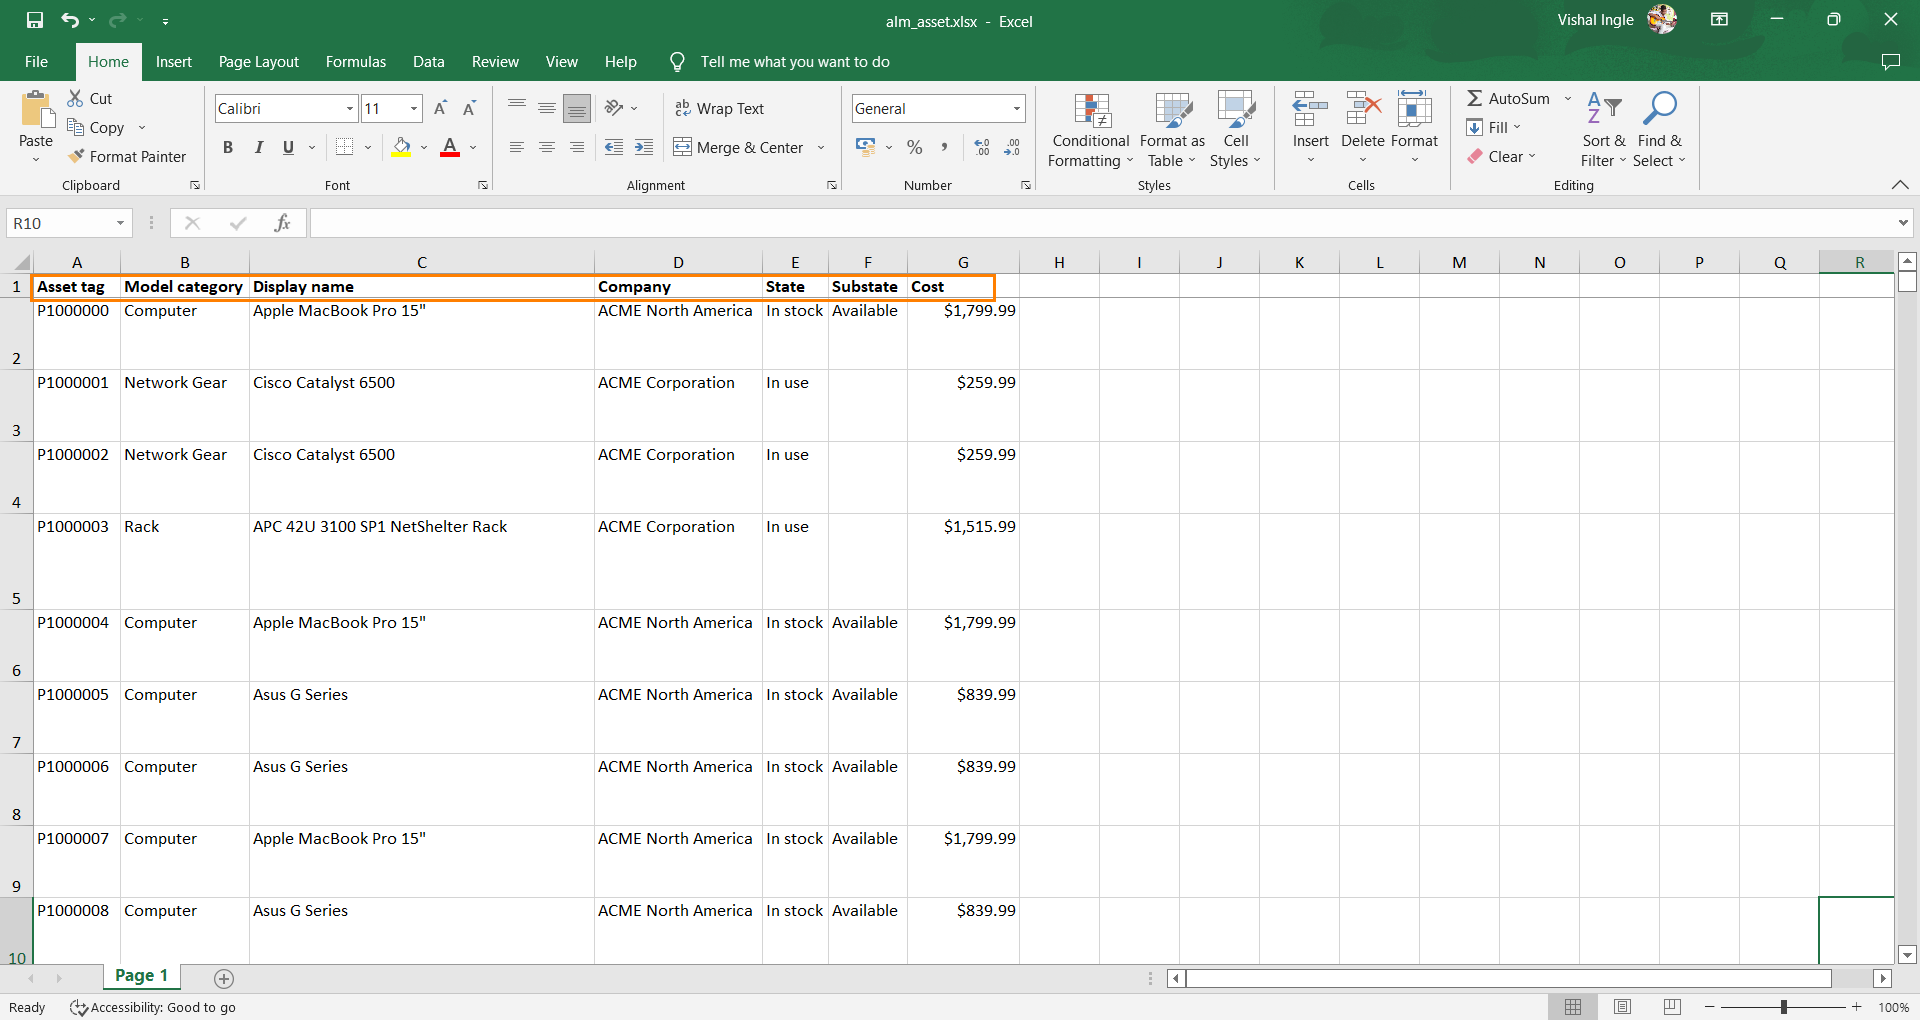 alm_asset.xlsx - Excel
Vishal Ingle
File Home Insert Page Layout Formulas Data Review View Help Tell me what you want to do
Paste
Cut
Copy
Format Painter
Clipboard
Calibri 11
B I U
Font
Wrap Text
Merge & Center
Alignment
General
Number
Conditional Formatting
Format as Table
Cell Styles
Styles
Insert Delete Format
Cells
AutoSum
Fill
Clear
Sort & Filter
Find & Select
Editing
R10
fx
A B C D E F G H I J K L M N O P Q R
1 Asset tag Model category Display name Company State Substate Cost
2 P1000000 Computer Apple MacBook Pro 15" ACME North America In stock Available $1,799.99
3 P1000001 Network Gear Cisco Catalyst 6500 ACME Corporation In use $259.99
4 P1000002 Network Gear Cisco Catalyst 6500 ACME Corporation In use $259.99
5 P1000003 Rack APC 42U 3100 SP1 NetShelter Rack ACME Corporation In use $1,515.99
6 P1000004 Computer Apple MacBook Pro 15" ACME North America In stock Available $1,799.99
7 P1000005 Computer Asus G Series ACME North America In stock Available $839.99
8 P1000006 Computer Asus G Series ACME North America In stock Available $839.99
9 P1000007 Computer Apple MacBook Pro 15" ACME North America In stock Available $1,799.99
10 P1000008 Computer Asus G Series ACME North America In stock Available $839.99
Page 1
Ready Accessibility: Good to go 100%